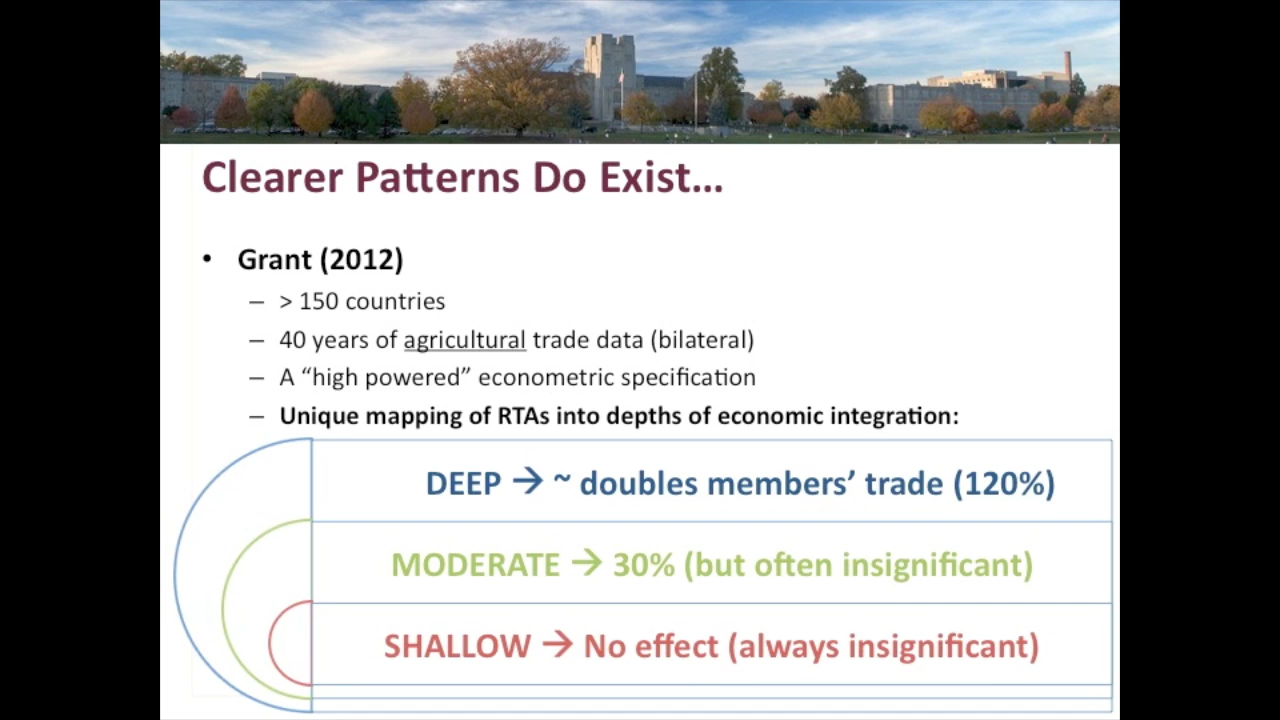 Clearer Patterns Do Exist...
• Grant (2012)
– > 150 countries
– 40 years of agricultural trade data (bilateral)
– A “high powered” econometric specification
– Unique mapping of RTAs into depths of economic integration:
DEEP → ~ doubles members’ trade (120%)
MODERATE → 30% (but often insignificant)
SHALLOW → No effect (always insignificant)